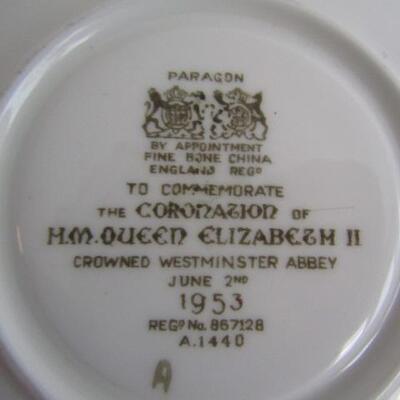 PARAGON
BY APPOINTMENT
FINE BONE CHINA
ENGLAND REGD
TO COMMEMORATE
THE CORONATION OF
H.M. QUEEN ELIZABETH II
CROWNED WESTMINSTER ABBEY
JUNE 2ND
1953
REGD No. 867128
A.1440
A